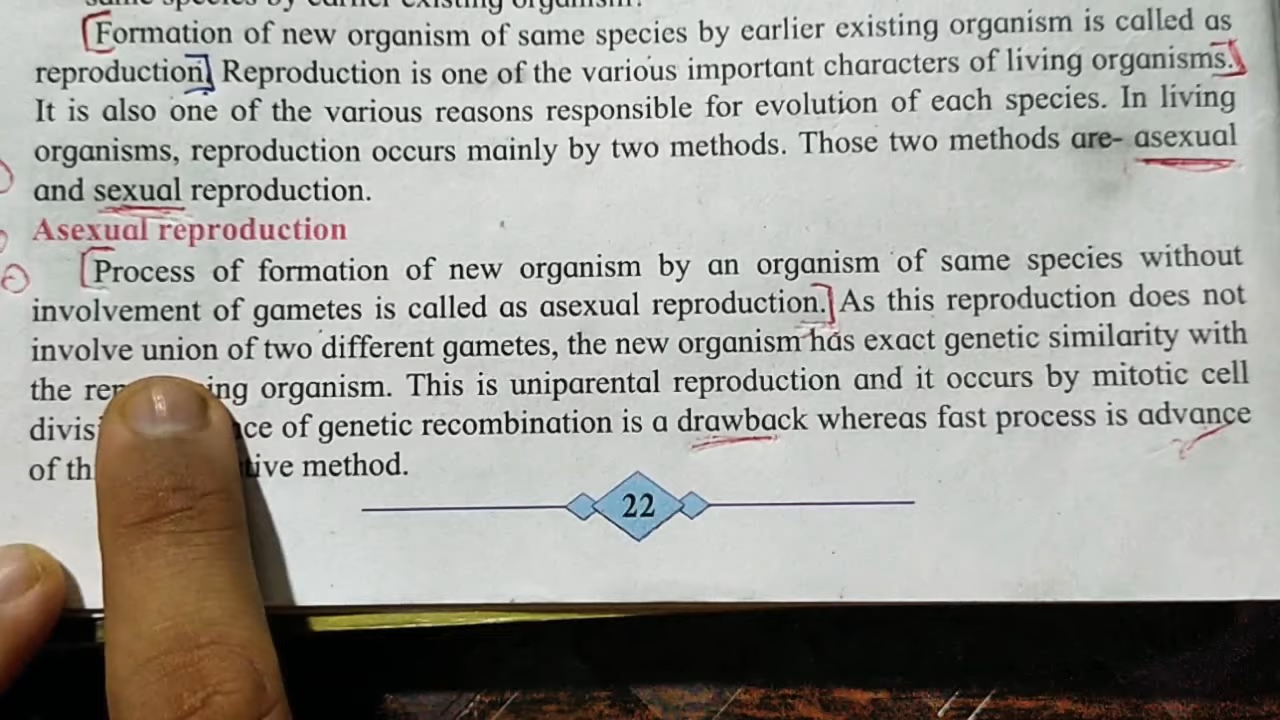 Formation of new organism of same species by earlier existing organism is called as
reproduction. Reproduction is one of the various important characters of living organisms.
It is also one of the various reasons responsible for evolution of each species. In living
organisms, reproduction occurs mainly by two methods. Those two methods are- asexual
and sexual reproduction.
Asexual reproduction
Process of formation of new organism by an organism of same species without
involvement of gametes is called as asexual reproduction. As this reproduction does not
involve union of two different gametes, the new organism has exact genetic similarity with
the organism. This is uniparental reproduction and it occurs by mitotic cell
of genetic recombination is a drawback whereas fast process is advance
of method.
22